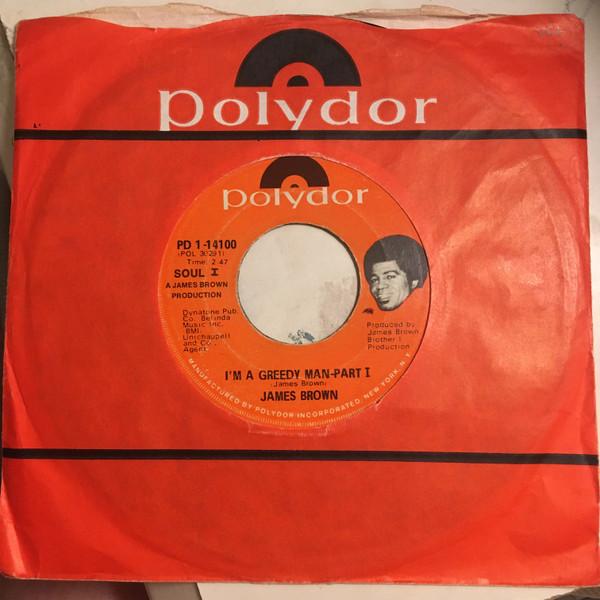 polydor
polydor
PD 1-14100
(POL 30291)
Time: 2:47
SOUL I
A JAMES BROWN
PRODUCTION
Dynatone Pub.
Co. Belinda
Music Inc.
BMI.
and Co.,
Agent
Produced by
James Brown
Brother I
Production
I'M A GREEDY MAN-PART I
(James Brown)
JAMES BROWN
MANUFACTURED BY POLYDOR INCORPORATED, NEW YORK, N.Y.